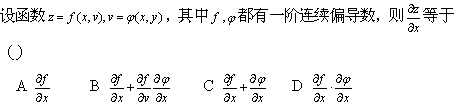 设函数 z = f(x,v), v = φ(x,y)，其中 f,φ 都有一阶连续偏导数，则 ∂z/∂x 等于
（）
A ∂f/∂x  B ∂f/∂x + ∂f/∂v ∂φ/∂x  C ∂f/∂x + ∂φ/∂x  D ∂f/∂x · ∂φ/∂x